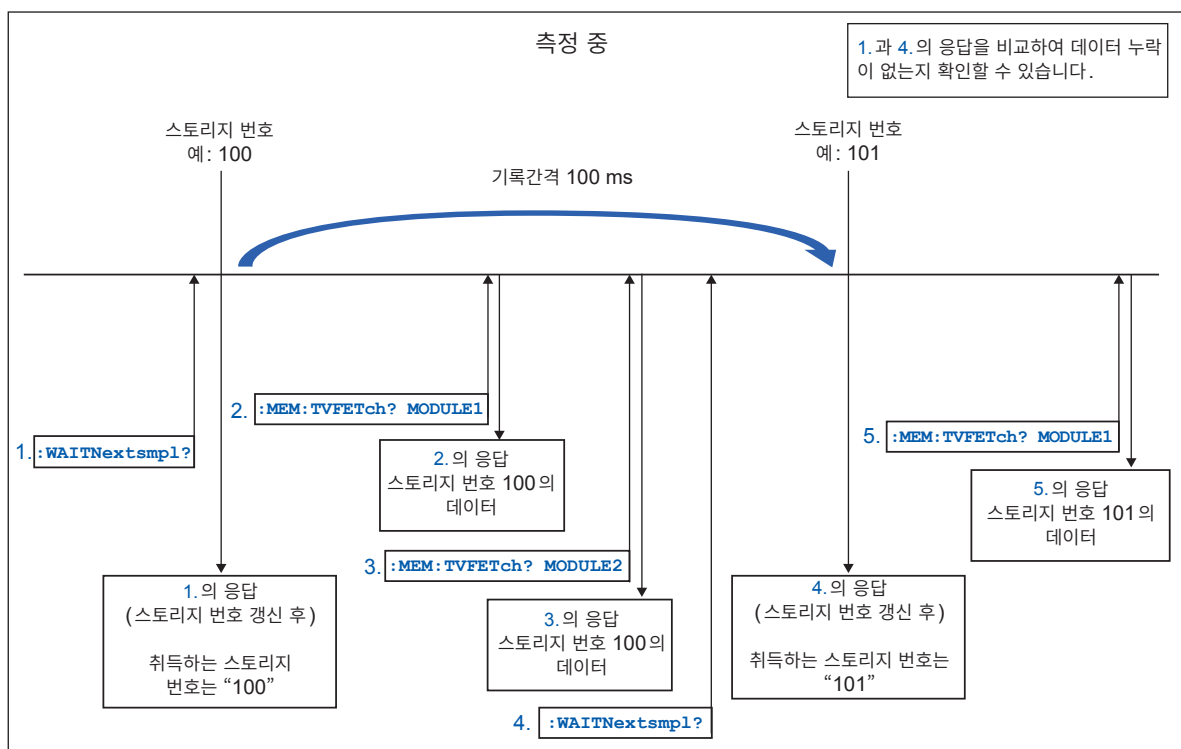 측정 중
1.과 4.의 응답을 비교하여 데이터 누락
이 없는지 확인할 수 있습니다.
스토리지 번호
예: 100
스토리지 번호
예: 101
기록간격 100 ms
1. :WAITNextsmpl?
2. :MEM:TVFETch? MODULE1
2.의 응답
스토리지 번호 100의
데이터
3. :MEM:TVFETch? MODULE2
3.의 응답
스토리지 번호 100의
데이터
4. :WAITNextsmpl?
1.의 응답
(스토리지 번호 갱신 후)
취득하는 스토리지
번호는 “100”
4.의 응답
(스토리지 번호 갱신 후)
취득하는 스토리지 번호는
“101”
5. :MEM:TVFETch? MODULE1
5.의 응답
스토리지 번호 101의
데이터